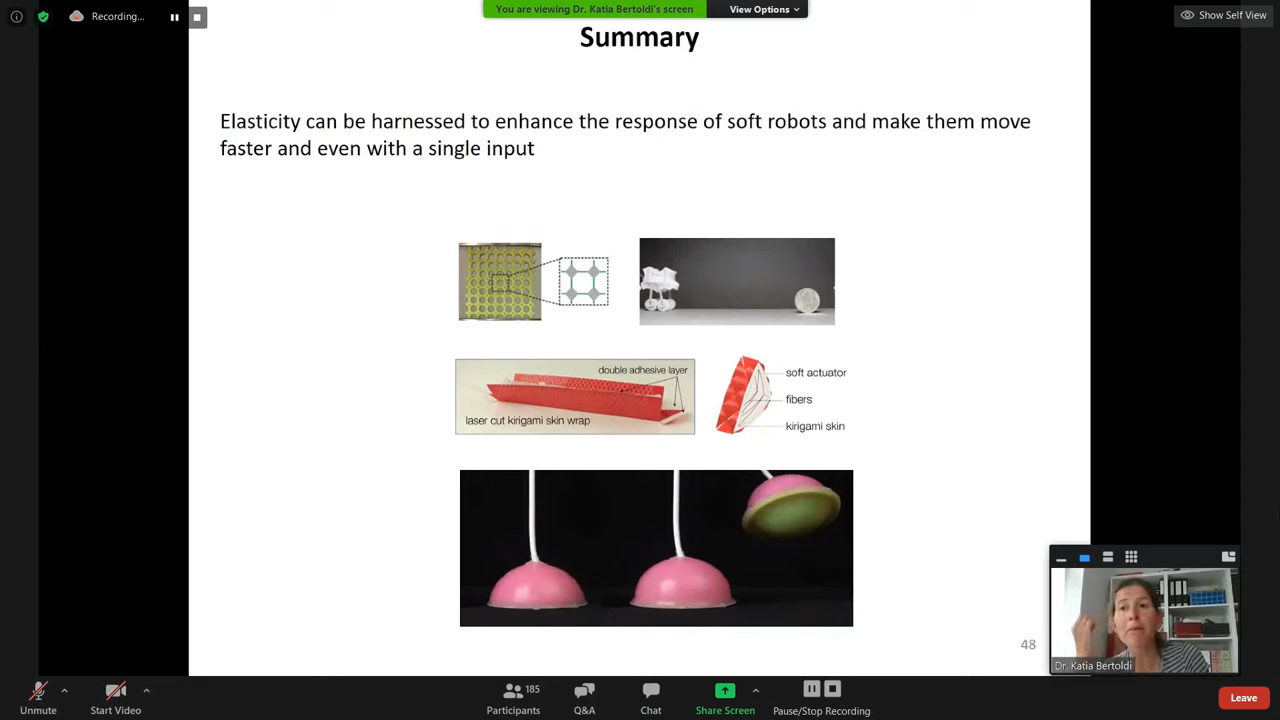 Recording...
You are viewing Dr. Katia Bertoldi's screen
View Options
Show Self View
Summary
Elasticity can be harnessed to enhance the response of soft robots and make them move
faster and even with a single input
double adhesive layer
laser cut kirigami skin wrap
soft actuator
fibers
kirigami skin
48
Dr. Katia Bertoldi
Unmute
Start Video
185
Participants
Q&A
Chat
Share Screen
Pause/Stop Recording
Leave